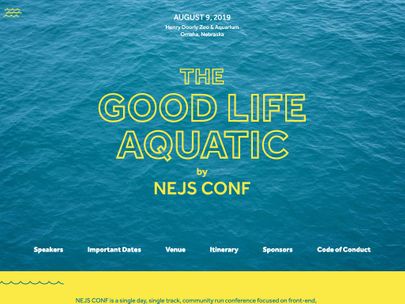 AUGUST 9, 2019
Henry Doorly Zoo & Aquarium
Omaha, Nebraska
THE
GOOD LIFE
AQUATIC
by
NEJS CONF
Speakers Important Dates Venue Itinerary Sponsors Code of Conduct
NEJS CONF is a single day, single track, community run conference focused on front-end,